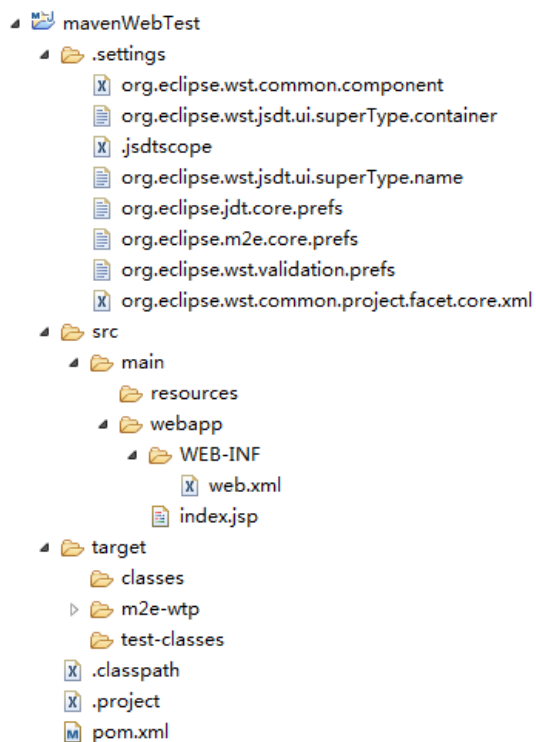 mavenWebTest
.settings
org.eclipse.wst.common.component
org.eclipse.wst.jsdt.ui.superType.container
.jsdtscope
org.eclipse.wst.jsdt.ui.superType.name
org.eclipse.jdt.core.prefs
org.eclipse.m2e.core.prefs
org.eclipse.wst.validation.prefs
org.eclipse.wst.common.project.facet.core.xml
src
main
resources
webapp
WEB-INF
web.xml
index.jsp
target
classes
m2e-wtp
test-classes
.classpath
.project
pom.xml